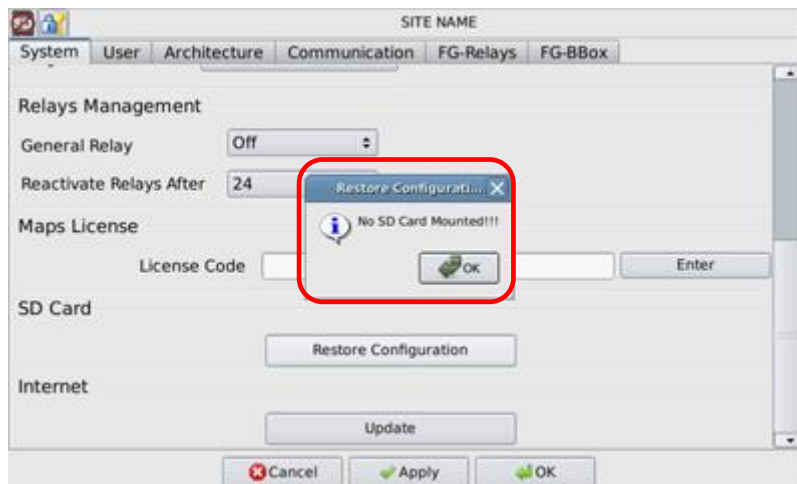 SITE NAME
System User Architecture Communication FG-Relays FG-BBox
Relays Management
General Relay Off
Reactivate Relays After 24
Restore Configurati...
No SD Card Mounted!!!
OK
Maps License
License Code Enter
SD Card
Restore Configuration
Internet
Update
Cancel Apply OK